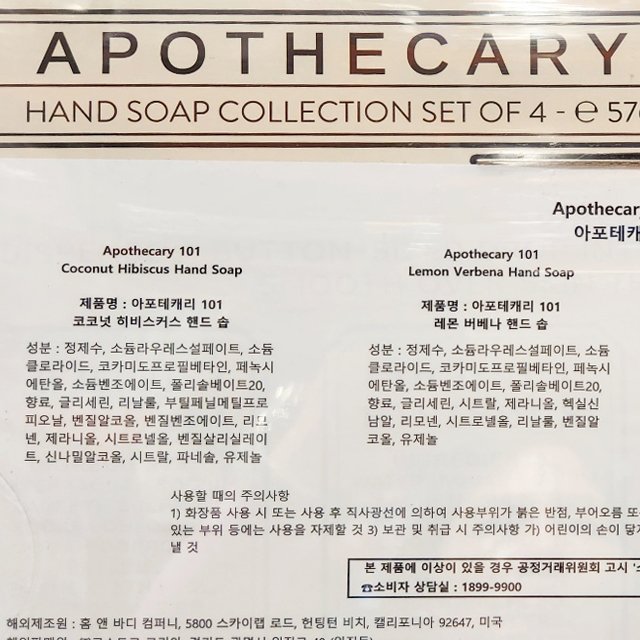 APOTHECARY
HAND SOAP COLLECTION SET OF 4 - e 57
Apothecary 101
Coconut Hibiscus Hand Soap
제품명 : 아포테캐리 101
코코넛 히비스커스 핸드 솝
성분 : 정제수, 소듐라우레스설페이트, 소듐
클로라이드, 코카미도프로필베타인, 페녹시
에탄올, 소듐벤조에이트, 폴리솔베이트20,
향료, 글리세린, 리날룰, 부틸페닐메틸프로
피오날, 벤질알코올, 벤질벤조에이트, 리모
넨, 제라니올, 시트로넬올, 벤질살리실레이
트, 신나밀알코올, 시트랄, 파네솔, 유제놀
Apothecary 101
Lemon Verbena Hand Soap
제품명 : 아포테캐리 101
레몬 버베나 핸드 솝
성분 : 정제수, 소듐라우레스설페이트, 소듐
클로라이드, 코카미도프로필베타인, 페녹시
에탄올, 소듐벤조에이트, 폴리솔베이트20,
향료, 글리세린, 시트랄, 제라니올, 헥실신
남알, 리모넨, 시트로넬올, 리날룰, 벤질알
코올, 유제놀
Apothecar
아포테캐
사용할 때의 주의사항
1) 화장품 사용 시 또는 사용 후 직사광선에 의하여 사용부위가 붉은 반점, 부어오름 또
있는 부위 등에는 사용을 자제할 것 3) 보관 및 취급 시 주의사항 가) 어린이의 손이 닿지
낼 것
본 제품에 이상이 있을 경우 공정거래위원회 고시 '소
☎소비자 상담실 : 1899-9900
해외제조원 : 홈 앤 바디 컴퍼니, 5800 스카이랩 로드, 헌팅턴 비치, 캘리포니아 92647, 미국